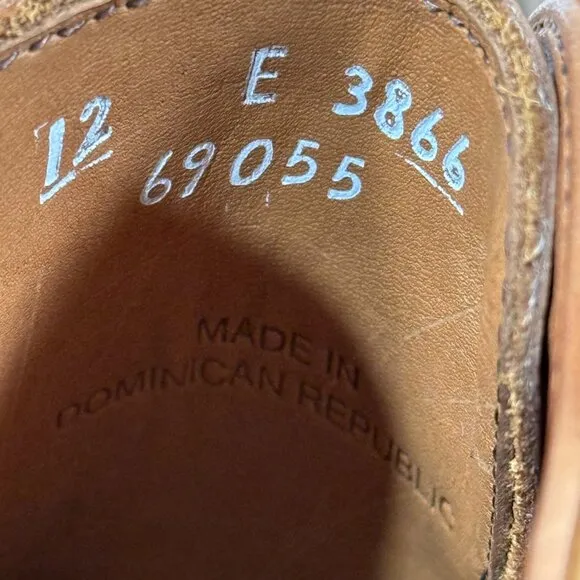 12 E 3866
69055
MADE IN
DOMINICAN REPUBLIC